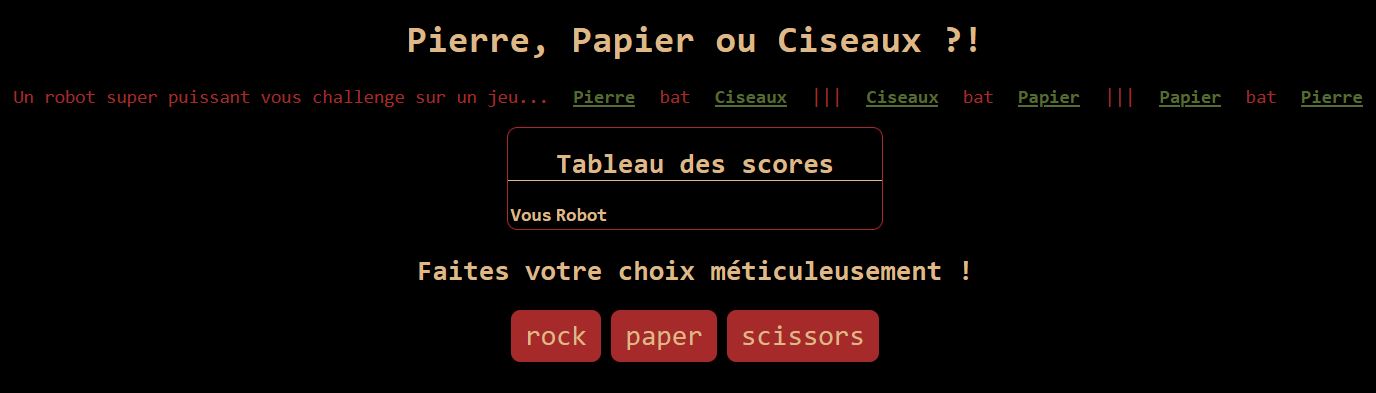 Pierre, Papier ou Ciseaux ?!
Un robot super puissant vous challenge sur un jeu... Pierre bat Ciseaux ||| Ciseaux bat Papier ||| Papier bat Pierre
Tableau des scores
Vous Robot
Faites votre choix méticuleusement !
rock paper scissors